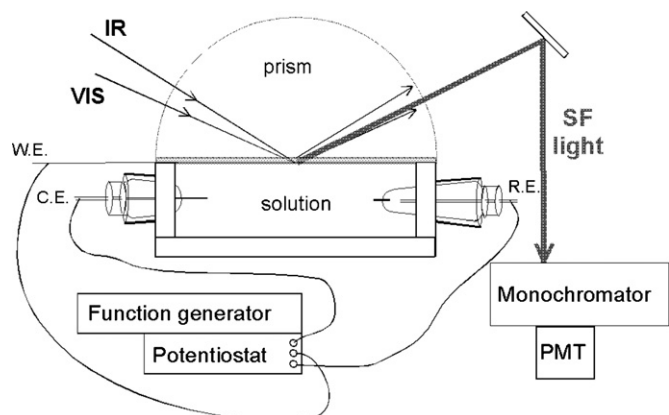 IR
prism
VIS
SF
light
W.E.
C.E.
R.E.
solution
Monochromator
Function generator
Potentiostat
PMT